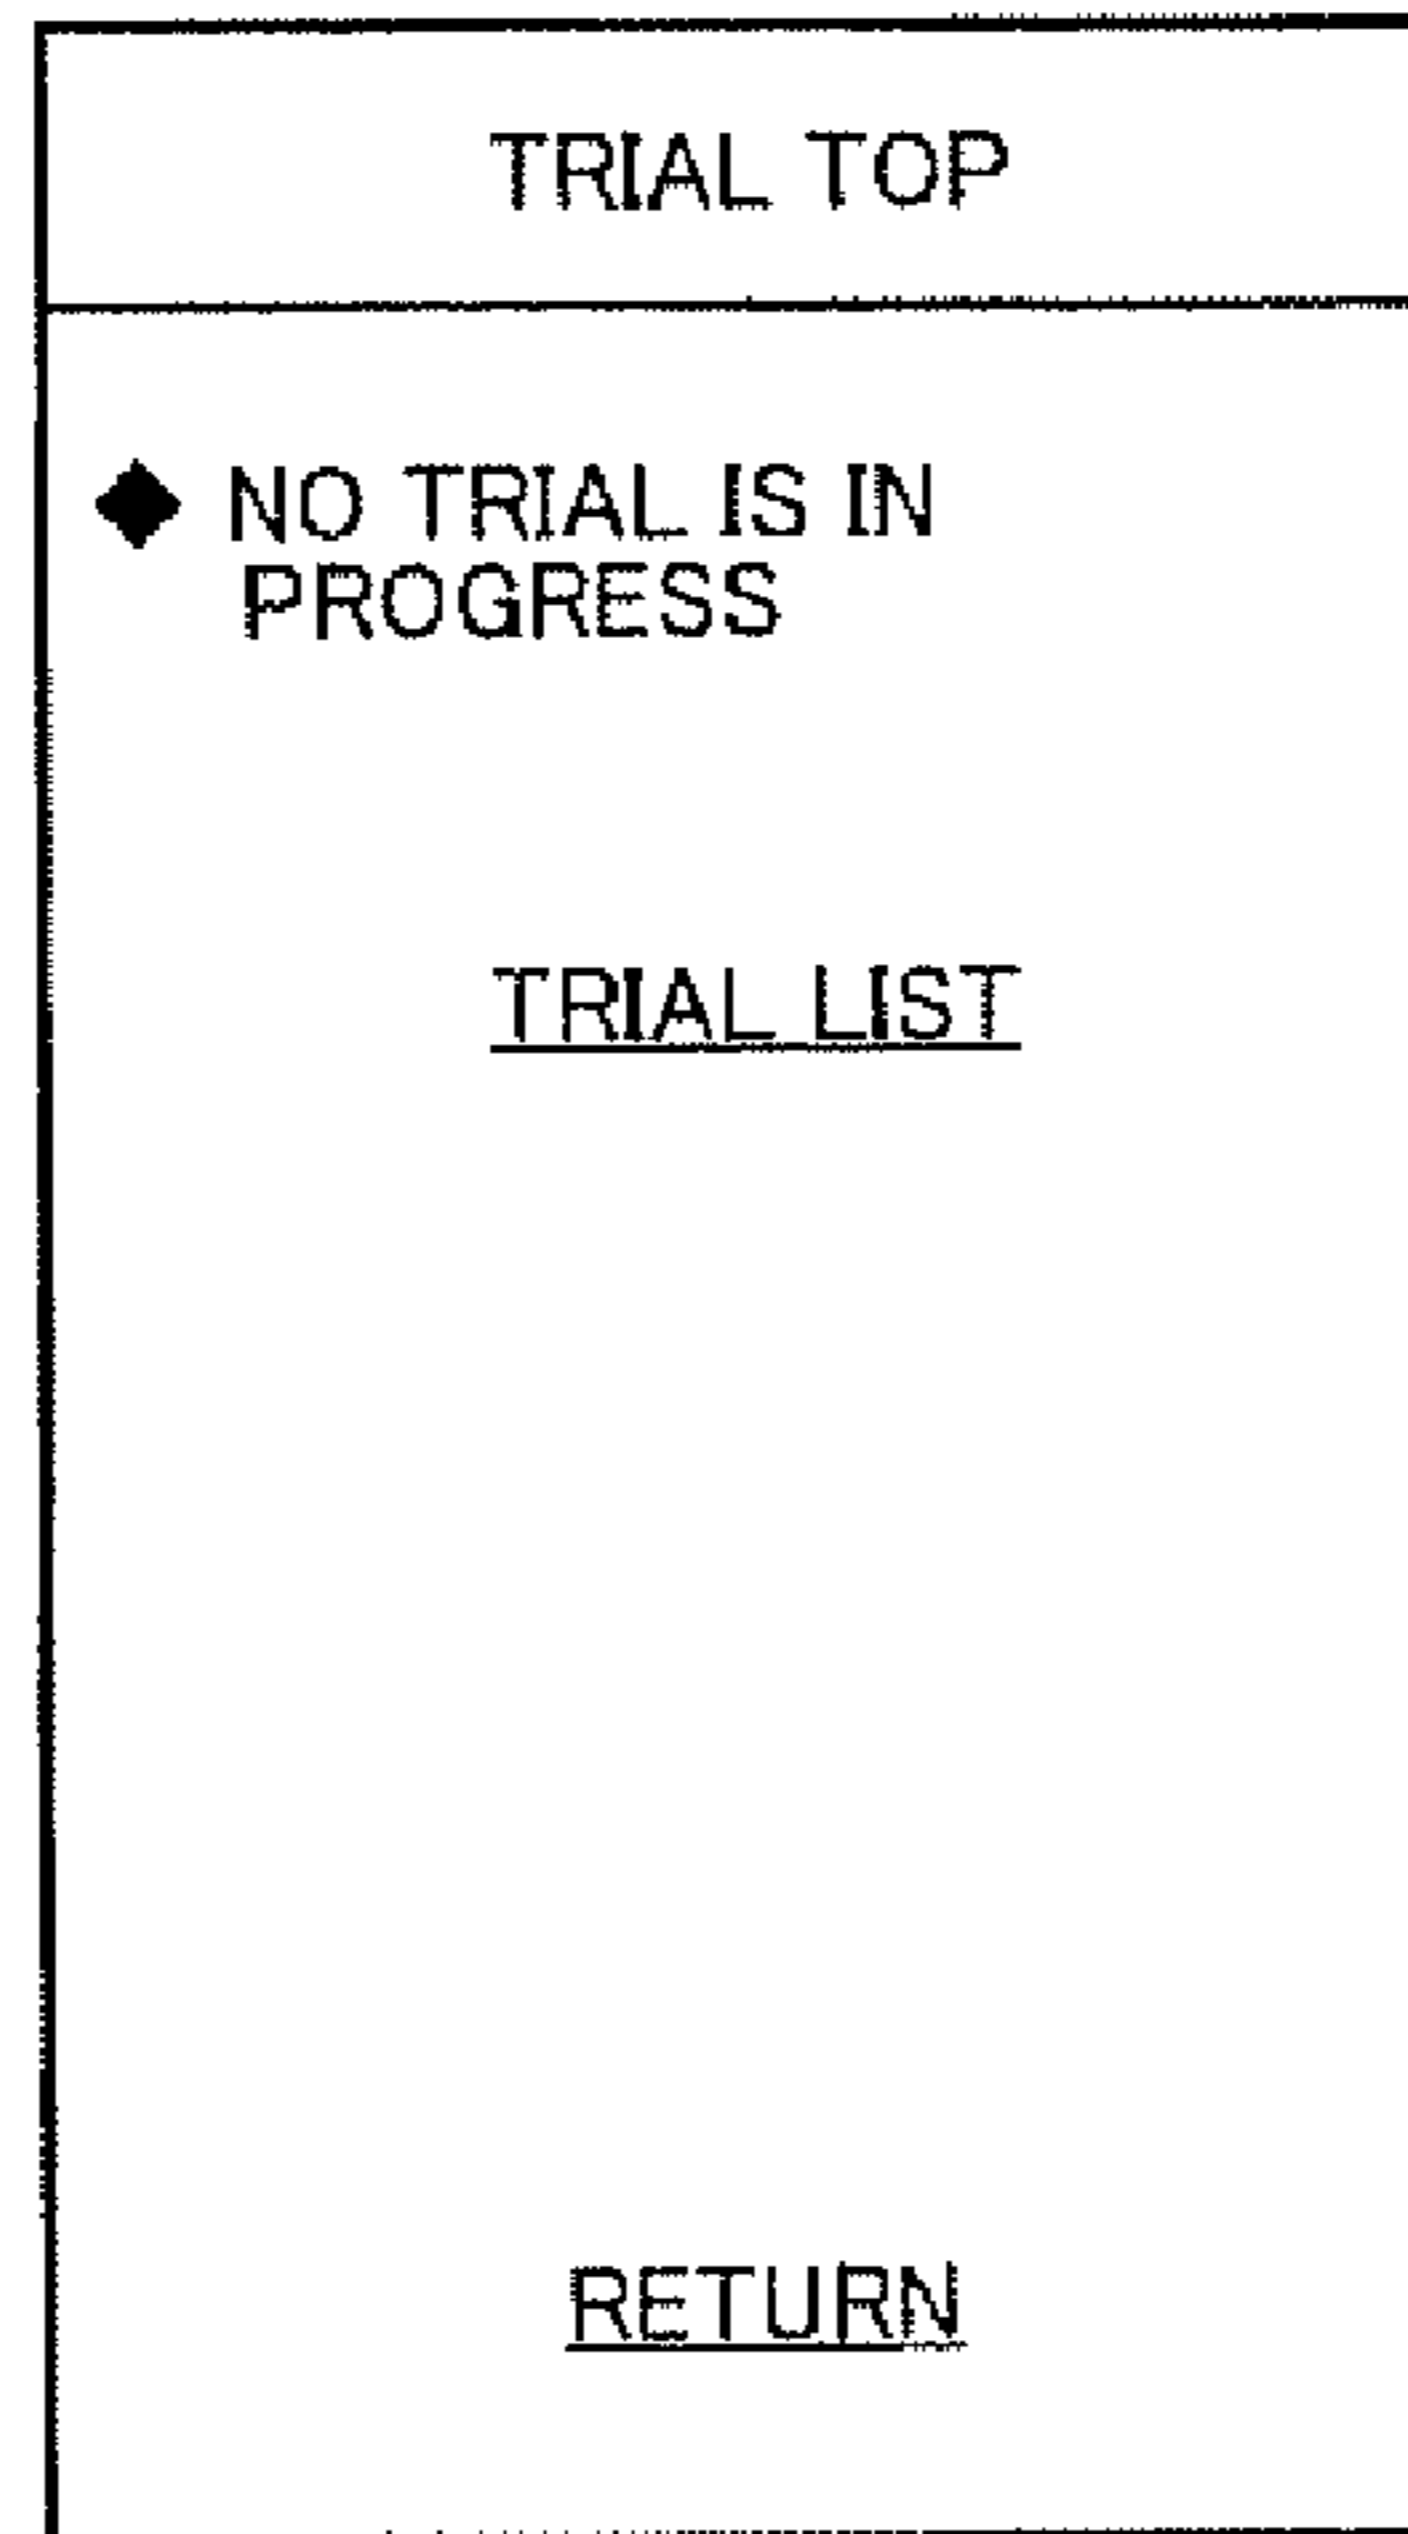 TRIAL TOP
◆ NO TRIAL IS IN
PROGRESS
TRIAL LIST
RETURN